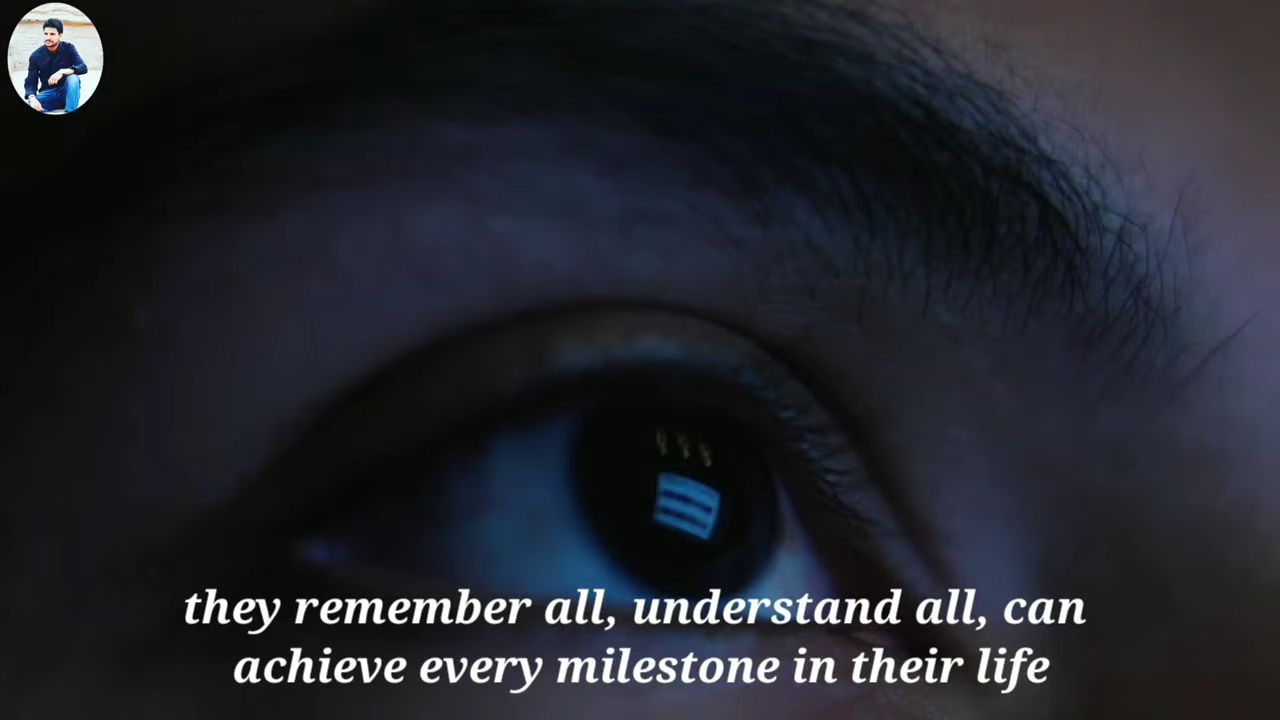 they remember all, understand all, can
achieve every milestone in their life